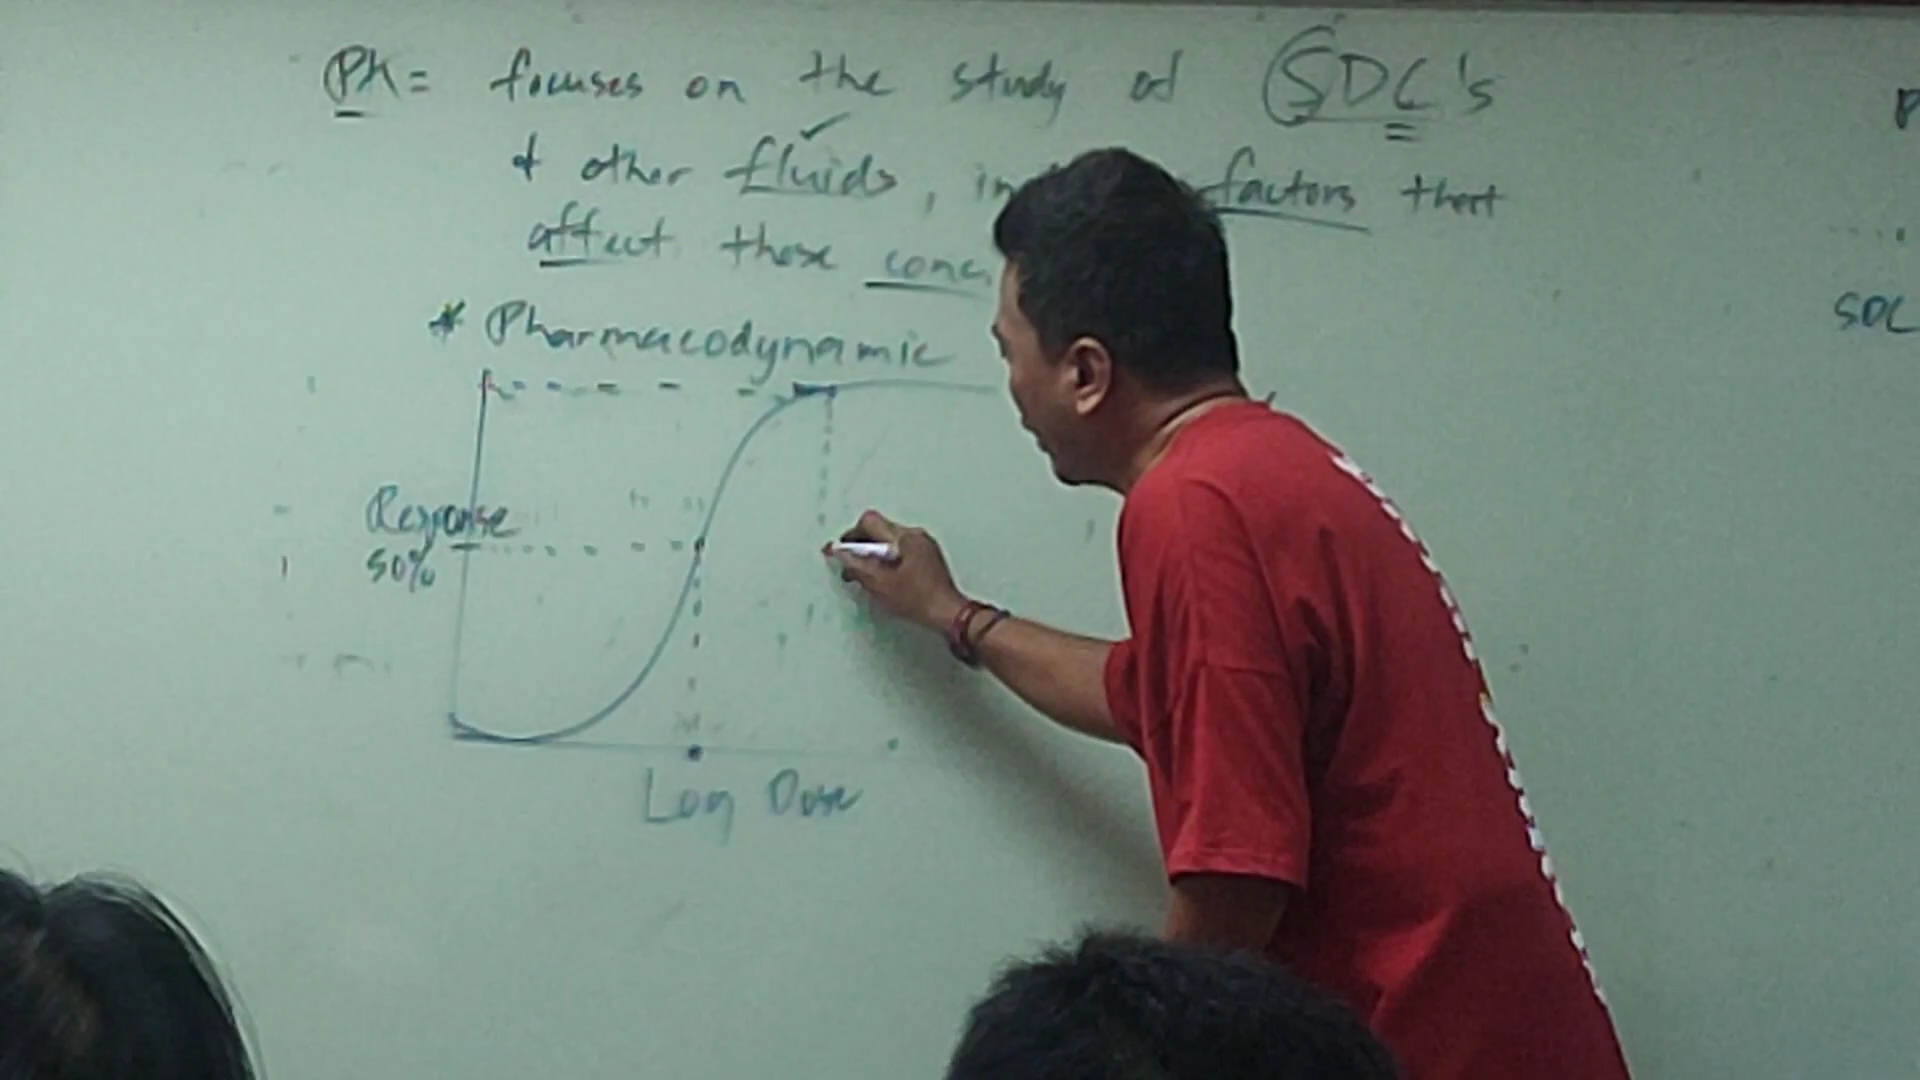 PK = focuses on the study of SDC's
& other fluids, factors that
affect these conc.
* Pharmacodynamic
Response
50%
Log Dose
P
SDC